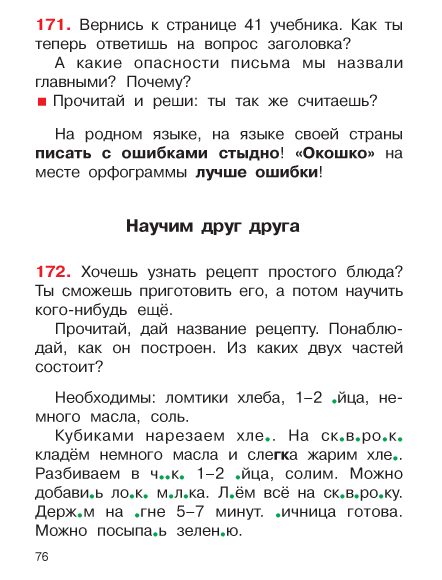 171. Вернись к странице 41 учебника. Как ты
теперь ответишь на вопрос заголовка?
А какие опасности письма мы назвали
главными? Почему?
Прочитай и реши: ты так же считаешь?
На родном языке, на языке своей страны
писать с ошибками стыдно! «Окошко» на
месте орфограммы лучше ошибки!
Научим друг друга
172. Хочешь узнать рецепт простого блюда?
Ты сможешь приготовить его, а потом научить
кого-нибудь ещё.
Прочитай, дай название рецепту. Понаблю-
дай, как он построен. Из каких двух частей
состоит?
Необходимы: ломтики хлеба, 1–2 .йца, не-
много масла, соль.
Кубиками нарезаем хле.. На ск.в.ро.к.
кладём немного масла и слегка жарим хле..
Разбиваем в ч..к. 1–2 .йца, солим. Можно
добави.ь ло.к. м.л.ка. Л.ём всё на ск.в.ро.ку.
Держ.м на .гне 5–7 минут. .ичница готова.
Можно посыпа.ь зелен.ю.
76